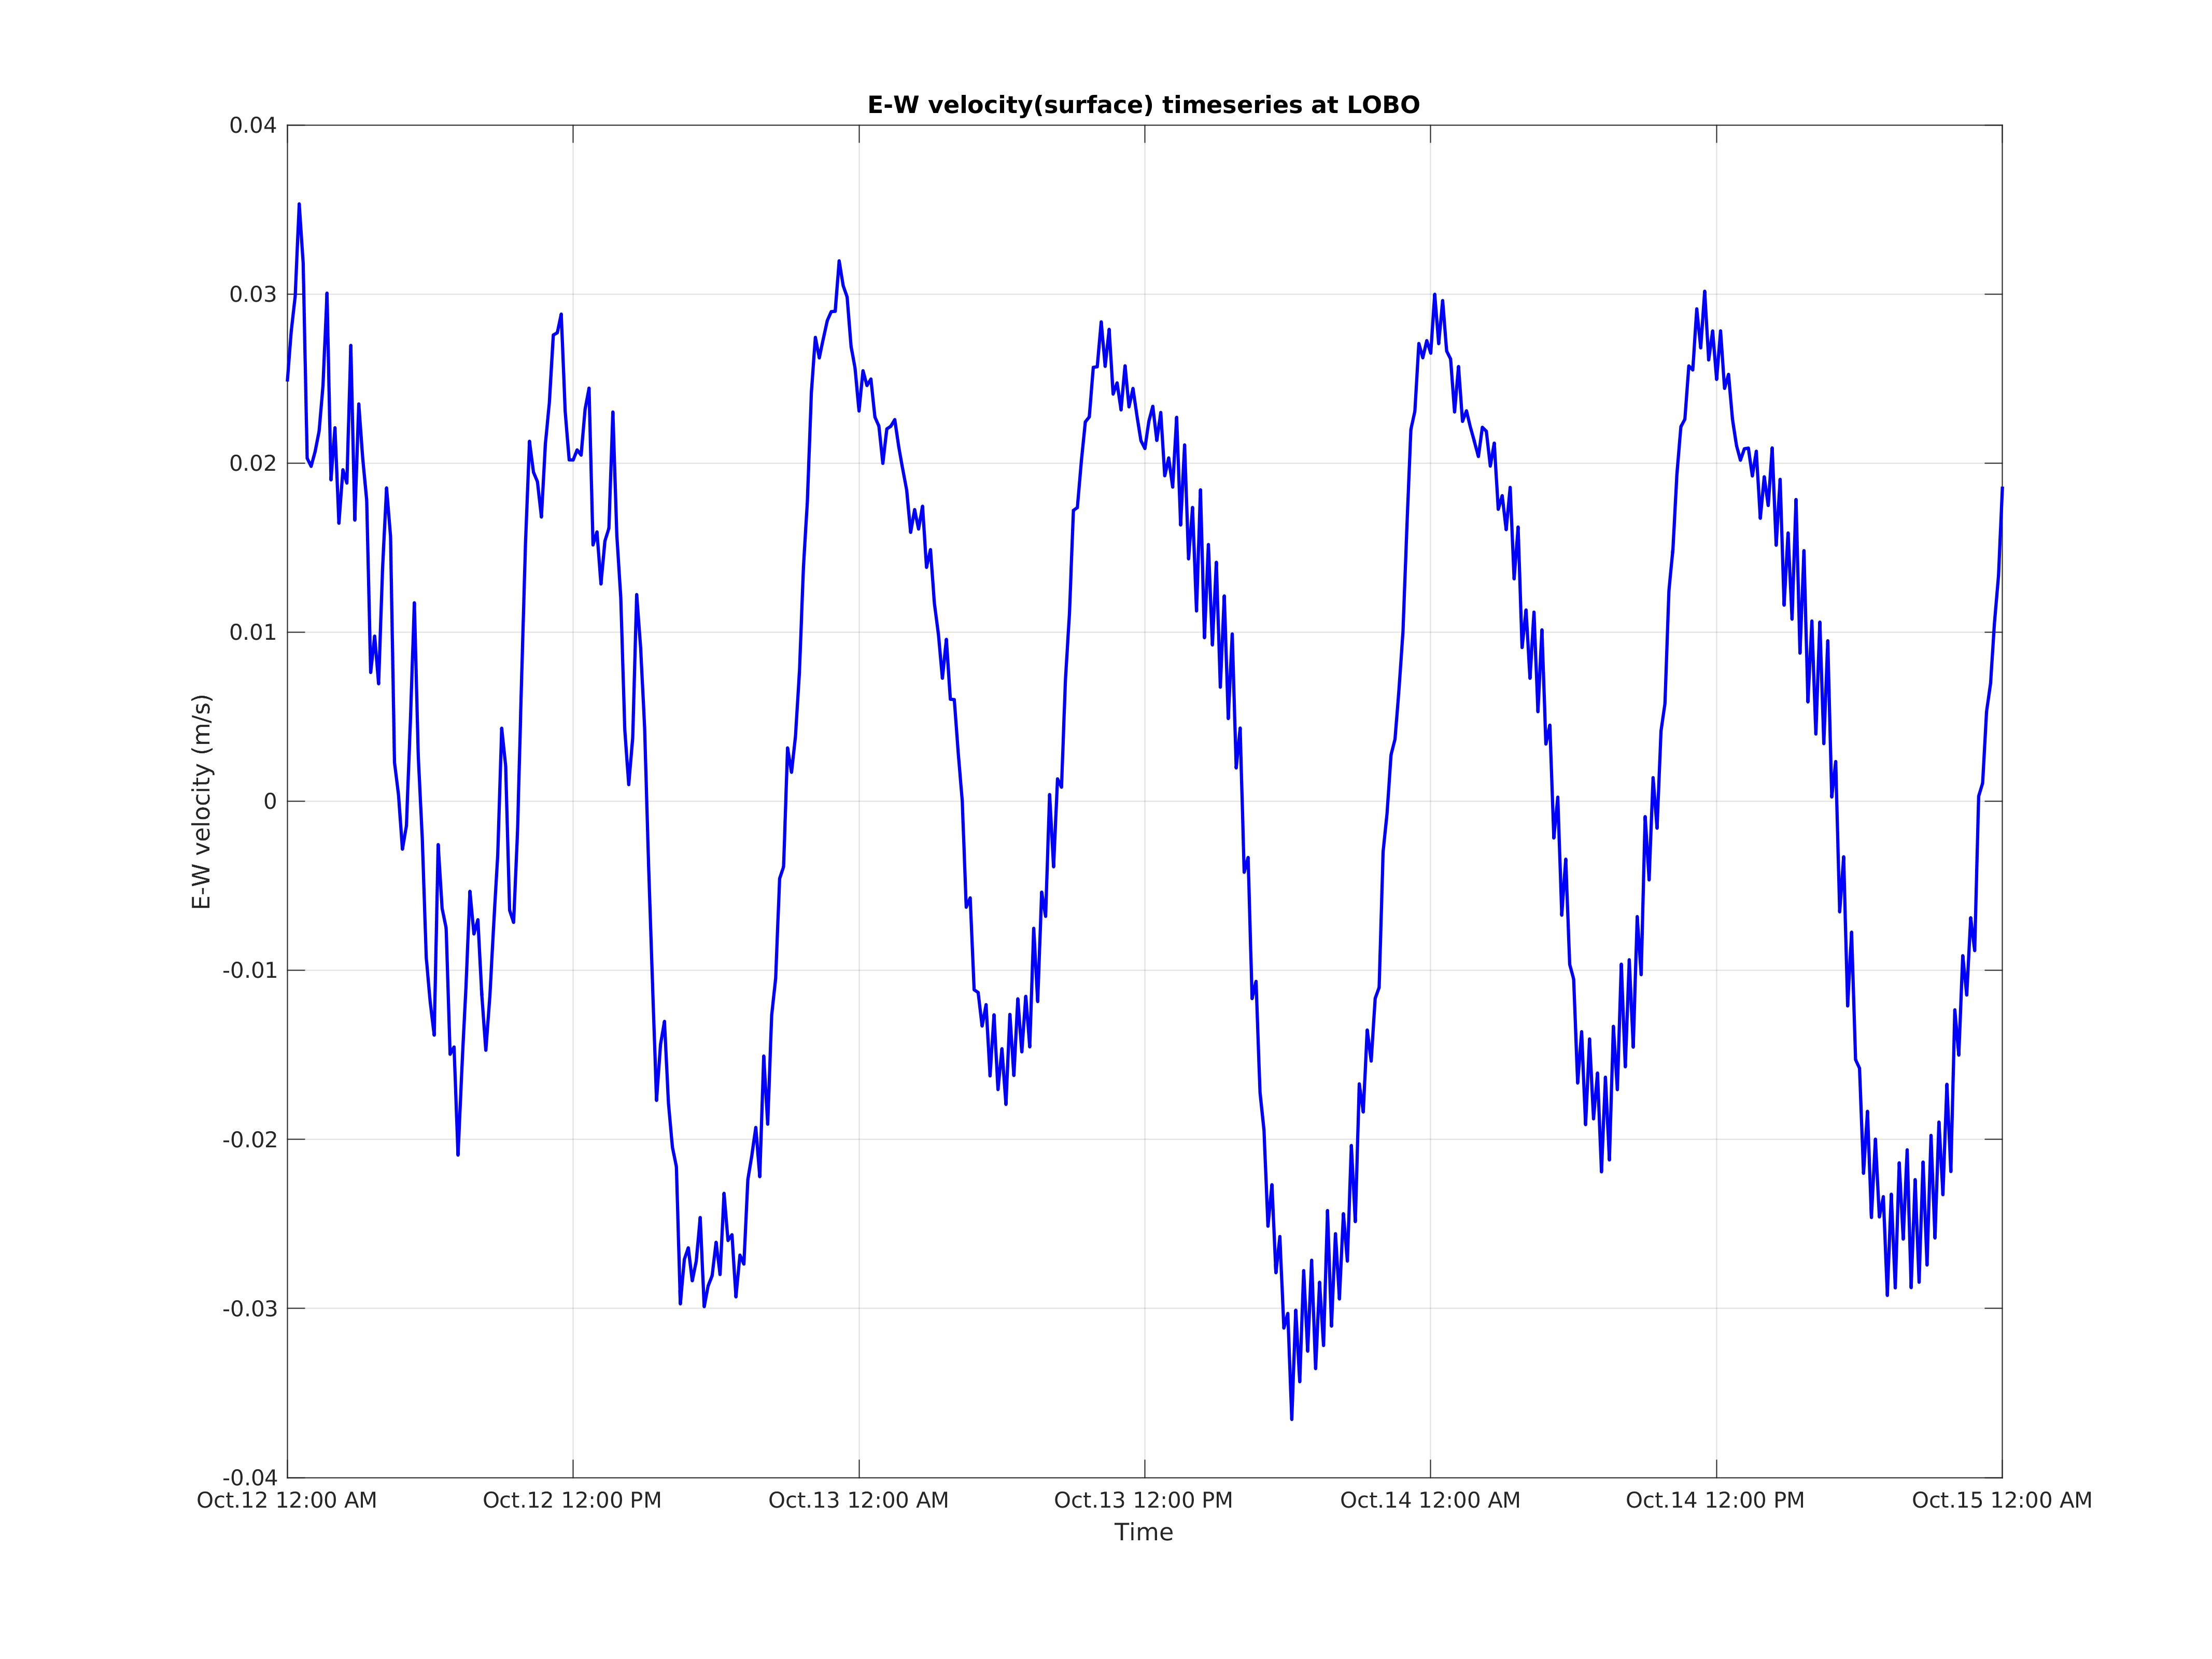 E-W velocity(surface) timeseries at LOBO
0.04
0.03
0.02
0.01
0
-0.01
-0.02
-0.03
-0.04
E-W velocity (m/s)
Oct.12 12:00 AM Oct.12 12:00 PM Oct.13 12:00 AM Oct.13 12:00 PM Oct.14 12:00 AM Oct.14 12:00 PM Oct.15 12:00 AM
Time